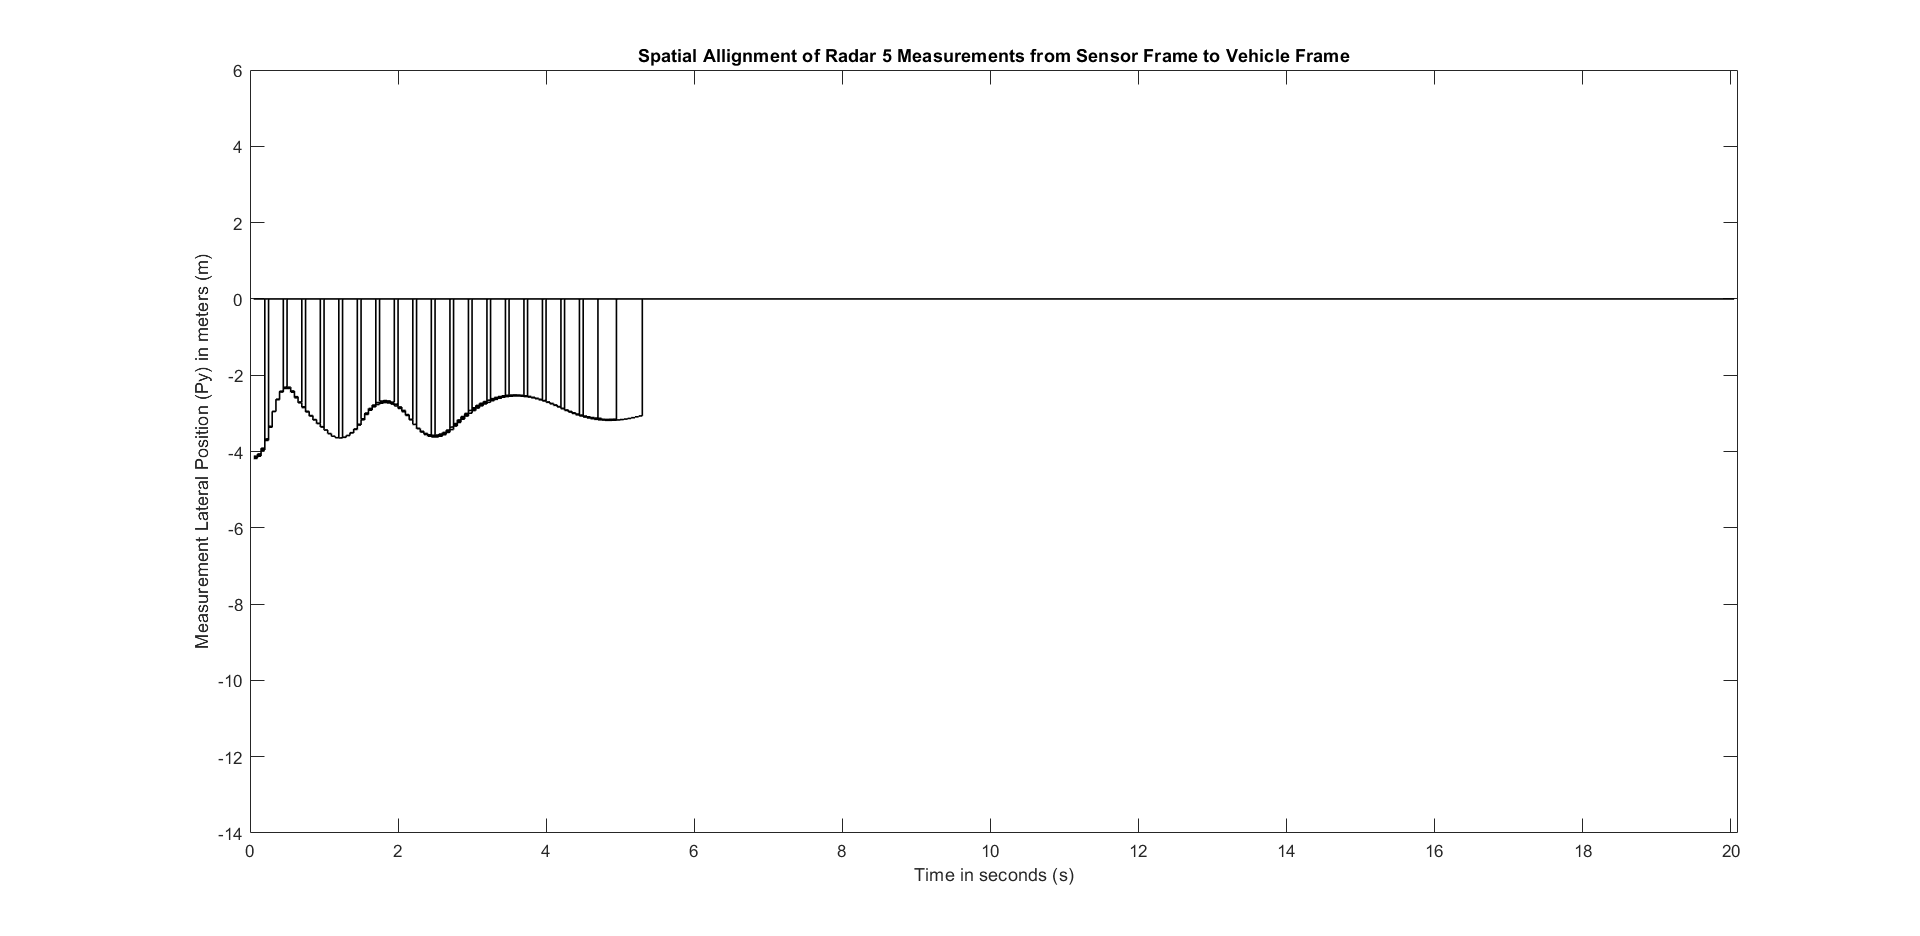 Spatial Allignment of Radar 5 Measurements from Sensor Frame to Vehicle Frame
6
4
2
0
-2
-4
-6
-8
-10
-12
-14
Measurement Lateral Position (Py) in meters (m)
0 2 4 6 8 10 12 14 16 18 20
Time in seconds (s)